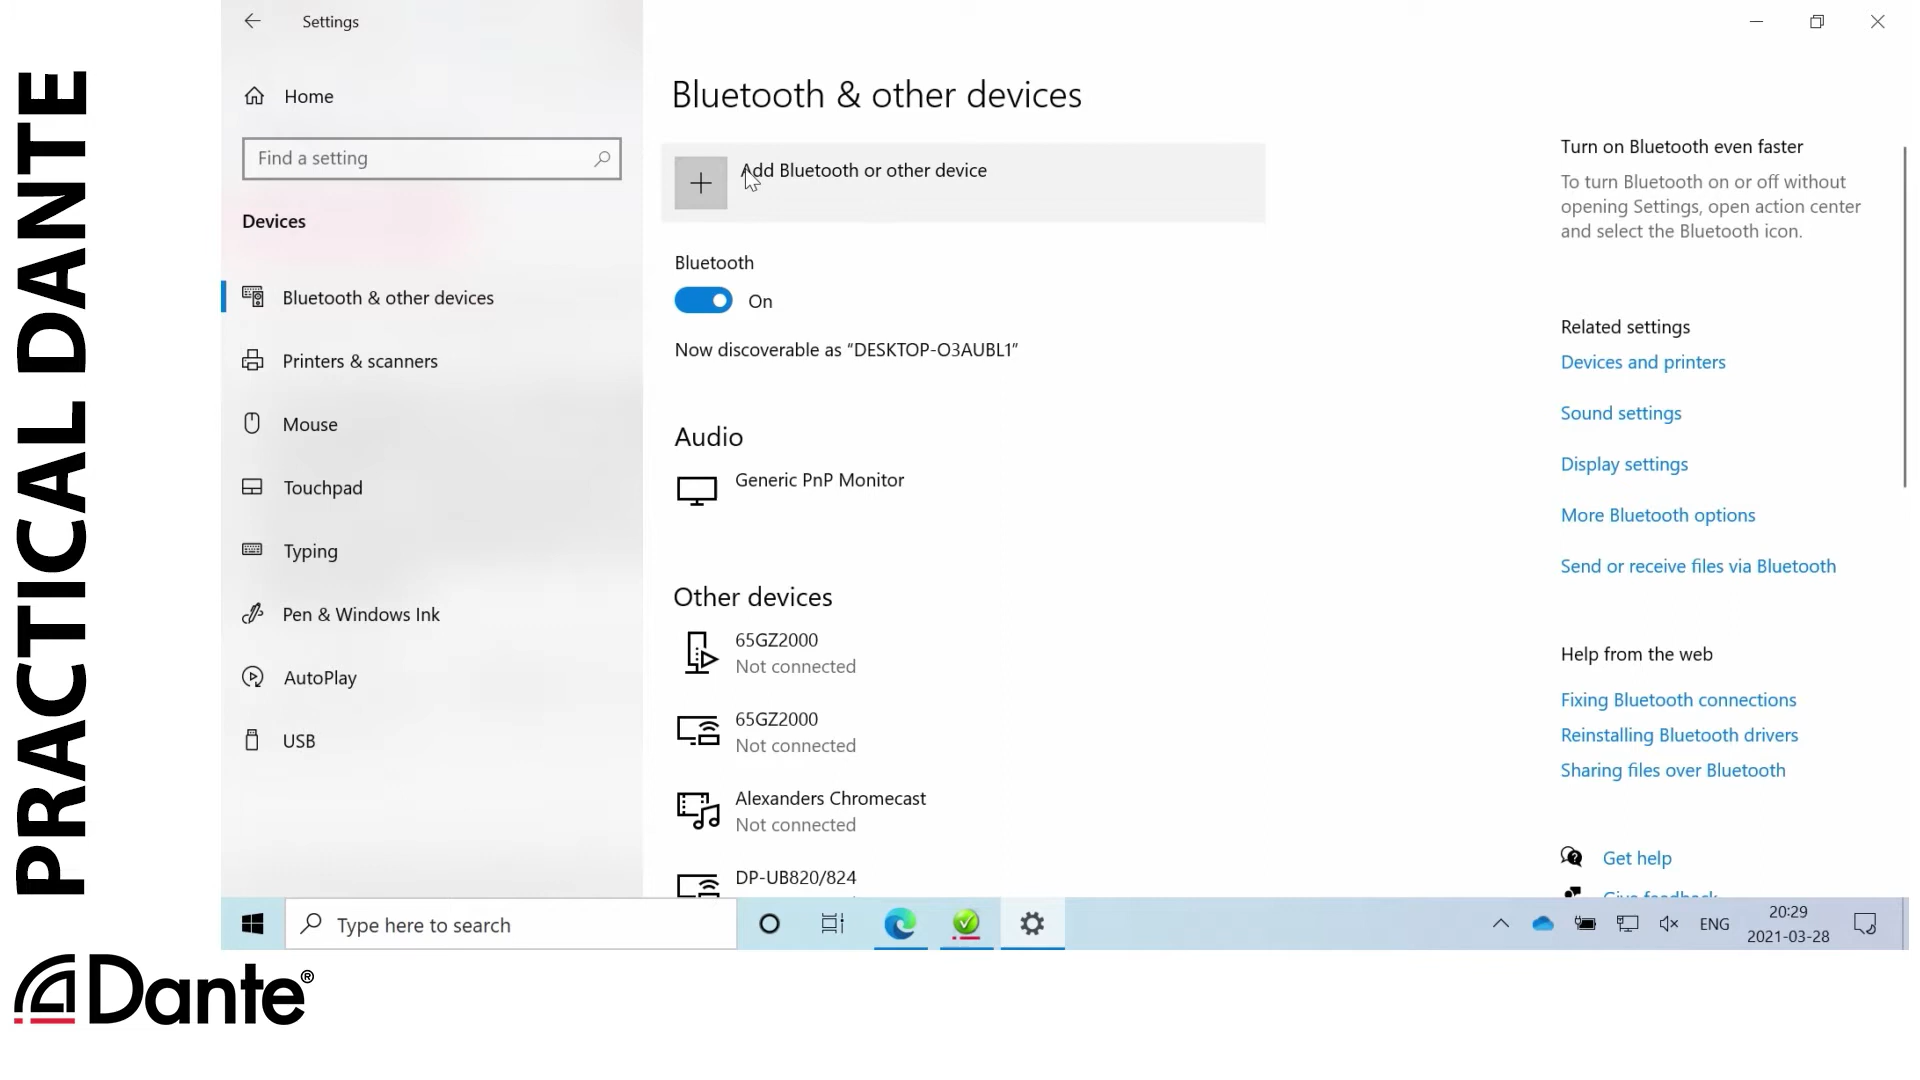 PRACTICAL DANTE
Settings
Home
Find a setting
Devices
Bluetooth & other devices
Printers & scanners
Mouse
Touchpad
Typing
Pen & Windows Ink
AutoPlay
USB
Bluetooth & other devices
Add Bluetooth or other device
Bluetooth
On
Now discoverable as “DESKTOP-O3AUBL1”
Audio
Generic PnP Monitor
Other devices
65GZ2000
Not connected
65GZ2000
Not connected
Alexanders Chromecast
Not connected
DP-UB820/824
Turn on Bluetooth even faster
To turn Bluetooth on or off without
opening Settings, open action center
and select the Bluetooth icon.
Related settings
Devices and printers
Sound settings
Display settings
More Bluetooth options
Send or receive files via Bluetooth
Help from the web
Fixing Bluetooth connections
Reinstalling Bluetooth drivers
Sharing files over Bluetooth
Get help
Give feedback
Type here to search
ENG
20:29
2021-03-28
Dante®